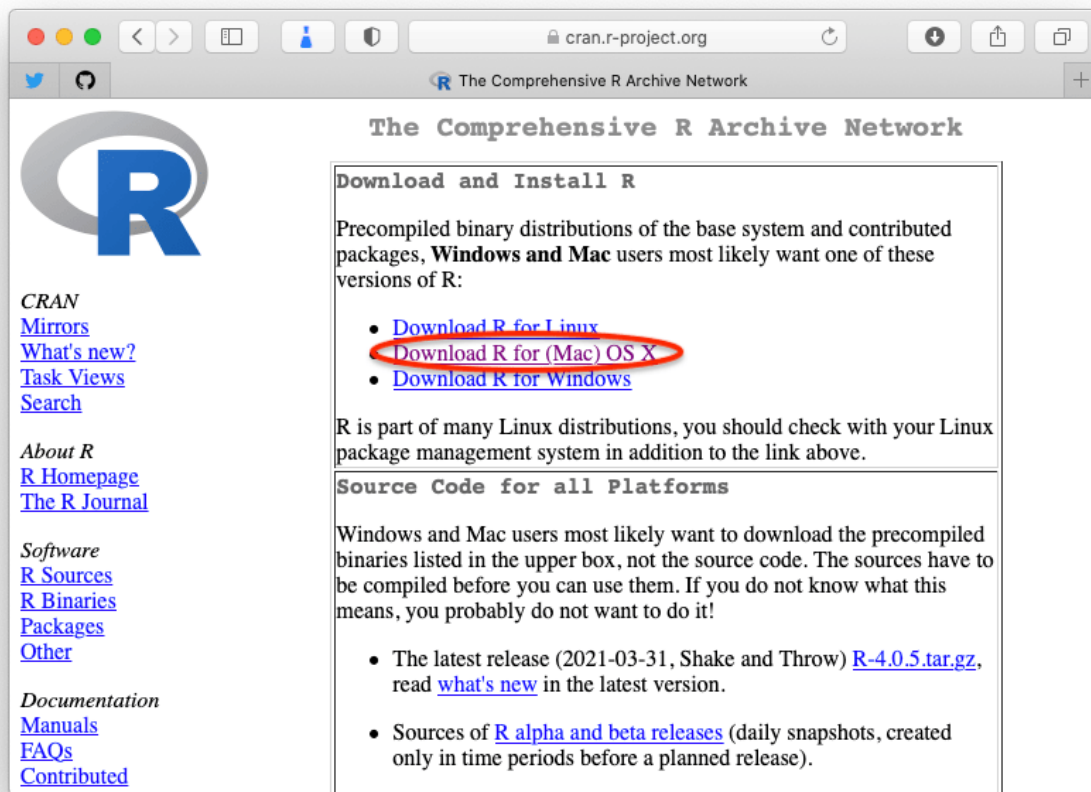 cran.r-project.org
The Comprehensive R Archive Network
R
The Comprehensive R Archive Network
CRAN
Mirrors
What's new?
Task Views
Search
About R
R Homepage
The R Journal
Software
R Sources
R Binaries
Packages
Other
Documentation
Manuals
FAQs
Contributed
Download and Install R
Precompiled binary distributions of the base system and contributed
packages, Windows and Mac users most likely want one of these
versions of R:
• Download R for Linux
• Download R for (Mac) OS X
• Download R for Windows
R is part of many Linux distributions, you should check with your Linux
package management system in addition to the link above.
Source Code for all Platforms
Windows and Mac users most likely want to download the precompiled
binaries listed in the upper box, not the source code. The sources have to
be compiled before you can use them. If you do not know what this
means, you probably do not want to do it!
• The latest release (2021-03-31, Shake and Throw) R-4.0.5.tar.gz,
read what's new in the latest version.
• Sources of R alpha and beta releases (daily snapshots, created
only in time periods before a planned release).